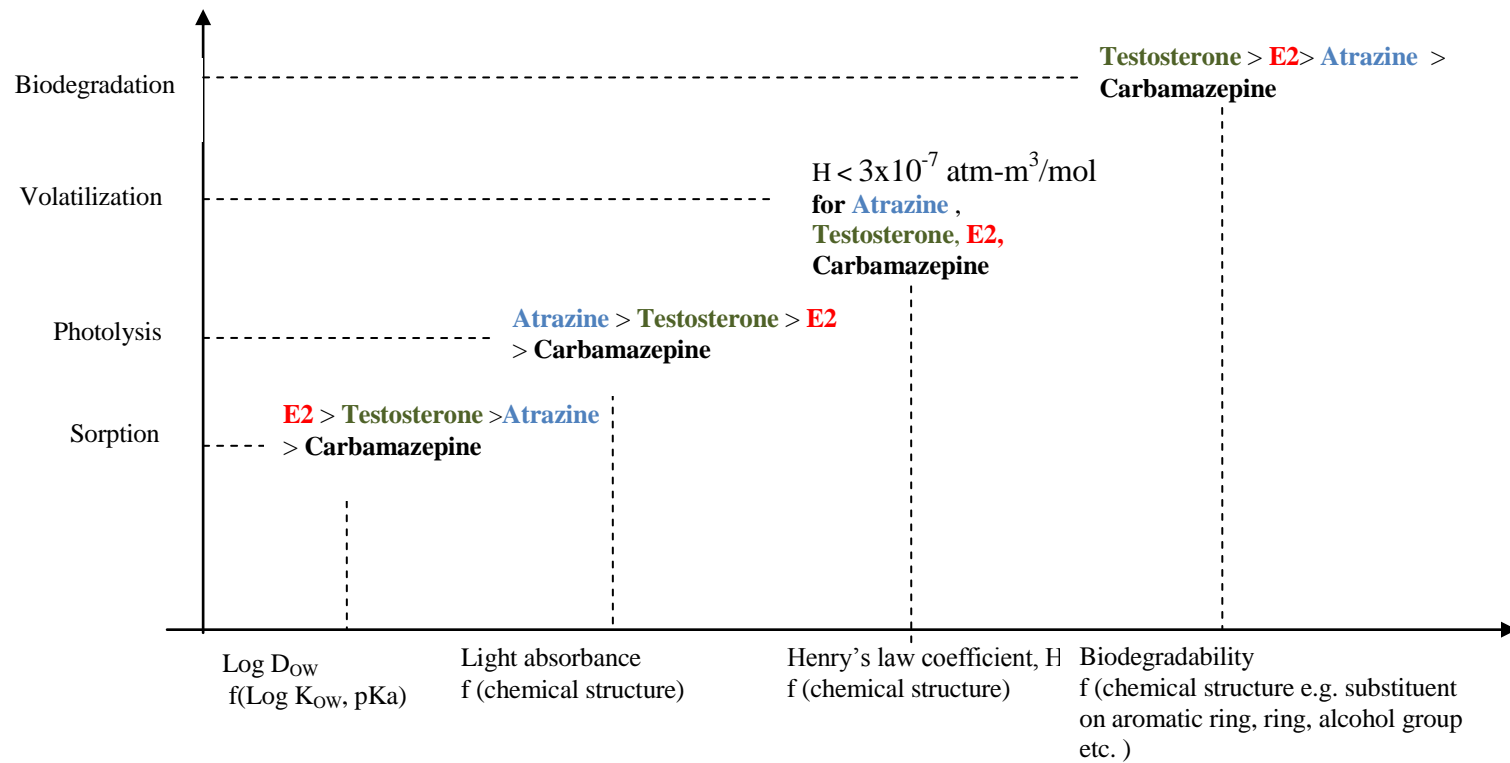 Biodegradation
Testosterone > E2> Atrazine >
Carbamazepine
Volatilization
H < 3x10⁻⁷ atm-m³/mol
for Atrazine ,
Testosterone, E2,
Carbamazepine
Photolysis
Atrazine > Testosterone > E2
> Carbamazepine
Sorption
E2 > Testosterone >Atrazine
> Carbamazepine
Log D_OW
f(Log K_OW, pKa)
Light absorbance
f (chemical structure)
Henry's law coefficient, H
f (chemical structure)
Biodegradability
f (chemical structure e.g. substituent
on aromatic ring, ring, alcohol group
etc. )